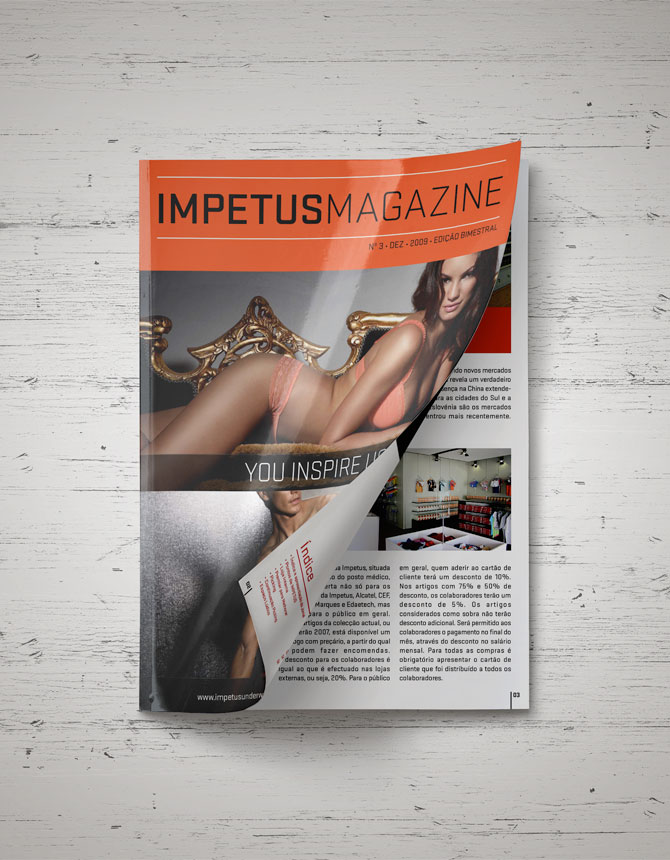 IMPETUSMAGAZINE
Nº 3 • DEZ • 2009 • EDIÇÃO BIMESTRAL
YOU INSPIRE US
www.impetusunderw
Índice
ndo novos mercados
revela um verdadeiro
sença na China extende-
ara as cidades do Sul e a
slovénia são os mercados
entrou mais recentemente.
da Impetus, situada
do posto médico,
erta não só para os
da Impetus, Alcatel, CEF,
Marques e Edaetech, mas
para o público em geral.
artigos da colecção actual, ou
erão 2007, está disponível um
ogo com preçário, a partir do qual
podem fazer encomendas.
desconto para os colaboradores é
igual ao que é efectuado nas lojas
externas, ou seja, 20%. Para o público
em geral, quem aderir ao cartão de
cliente terá um desconto de 10%.
Nos artigos com 75% e 50% de
desconto, os colaboradores terão um
desconto de 5%. Os artigos
considerados como sobra não terão
desconto adicional. Será permitido aos
colaboradores o pagamento no final do
mês, através do desconto no salário
mensal. Para todas as compras é
obrigatório apresentar o cartão de
cliente que foi distribuído a todos os
colaboradores.
03